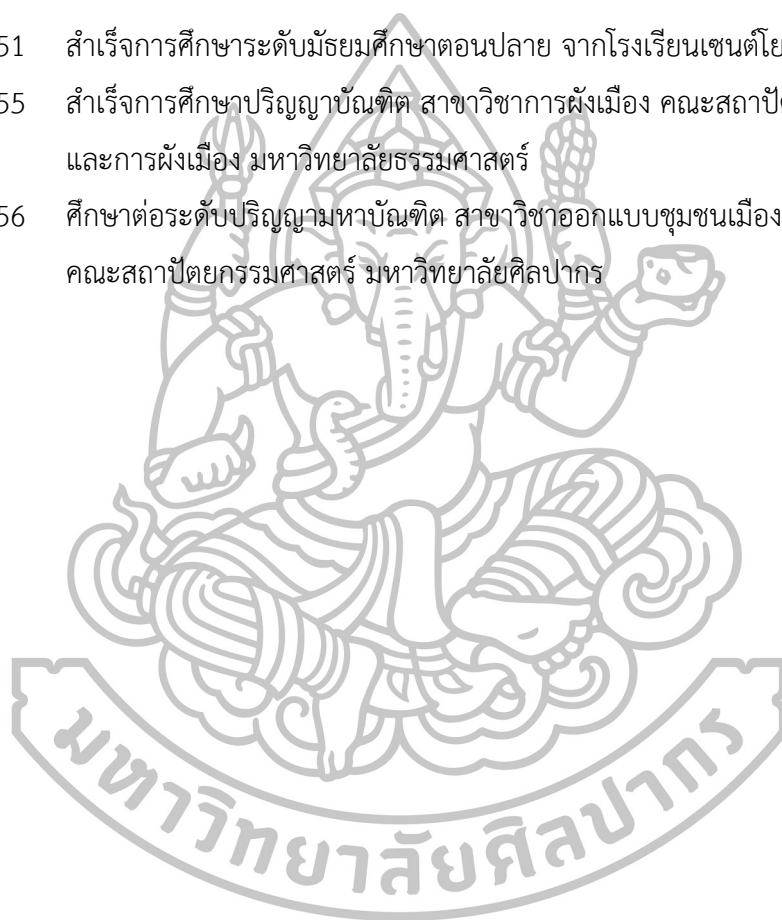 51 สำเร็จการศึกษาระดับมัธยมศึกษาตอนปลาย จากโรงเรียนเซนต์โย
55 สำเร็จการศึกษาปริญญาบัณฑิต สาขาวิชาการผังเมือง คณะสถาปั
และการผังเมือง มหาวิทยาลัยธรรมศาสตร์
56 ศึกษาต่อระดับปริญญามหาบัณฑิต สาขาวิชาออกแบบชุมชนเมือง
คณะสถาปัตยกรรมศาสตร์ มหาวิทยาลัยศิลปากร
มหาวิทยาลัยศิลปากร